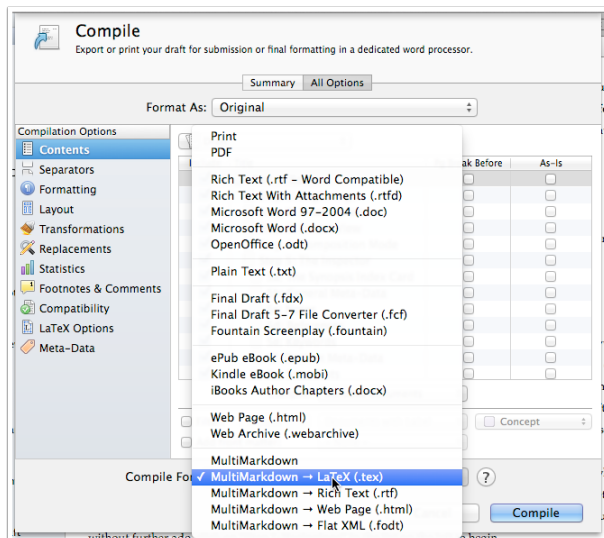 Compile
Export or print your draft for submission or final formatting in a dedicated word processor.
Summary
All Options
Format As: Original
Compilation Options
Contents
Separators
Formatting
Layout
Transformations
Replacements
Statistics
Footnotes & Comments
Compatibility
LaTeX Options
Meta-Data
Print
PDF
Rich Text (.rtf - Word Compatible)
Rich Text With Attachments (.rtfd)
Microsoft Word 97-2004 (.doc)
Microsoft Word (.docx)
OpenOffice (.odt)
Plain Text (.txt)
Final Draft (.fdx)
Final Draft 5-7 File Converter (.fcf)
Fountain Screenplay (.fountain)
ePub eBook (.epub)
Kindle eBook (.mobi)
iBooks Author Chapters (.docx)
Web Page (.html)
Web Archive (.webarchive)
MultiMarkdown
✓ MultiMarkdown → LaTeX (.tex)
MultiMarkdown → Rich Text (.rtf)
MultiMarkdown → Web Page (.html)
MultiMarkdown → Flat XML (.fodt)
Before
As-Is
Concept
Compile For
?
Compile
without further ado